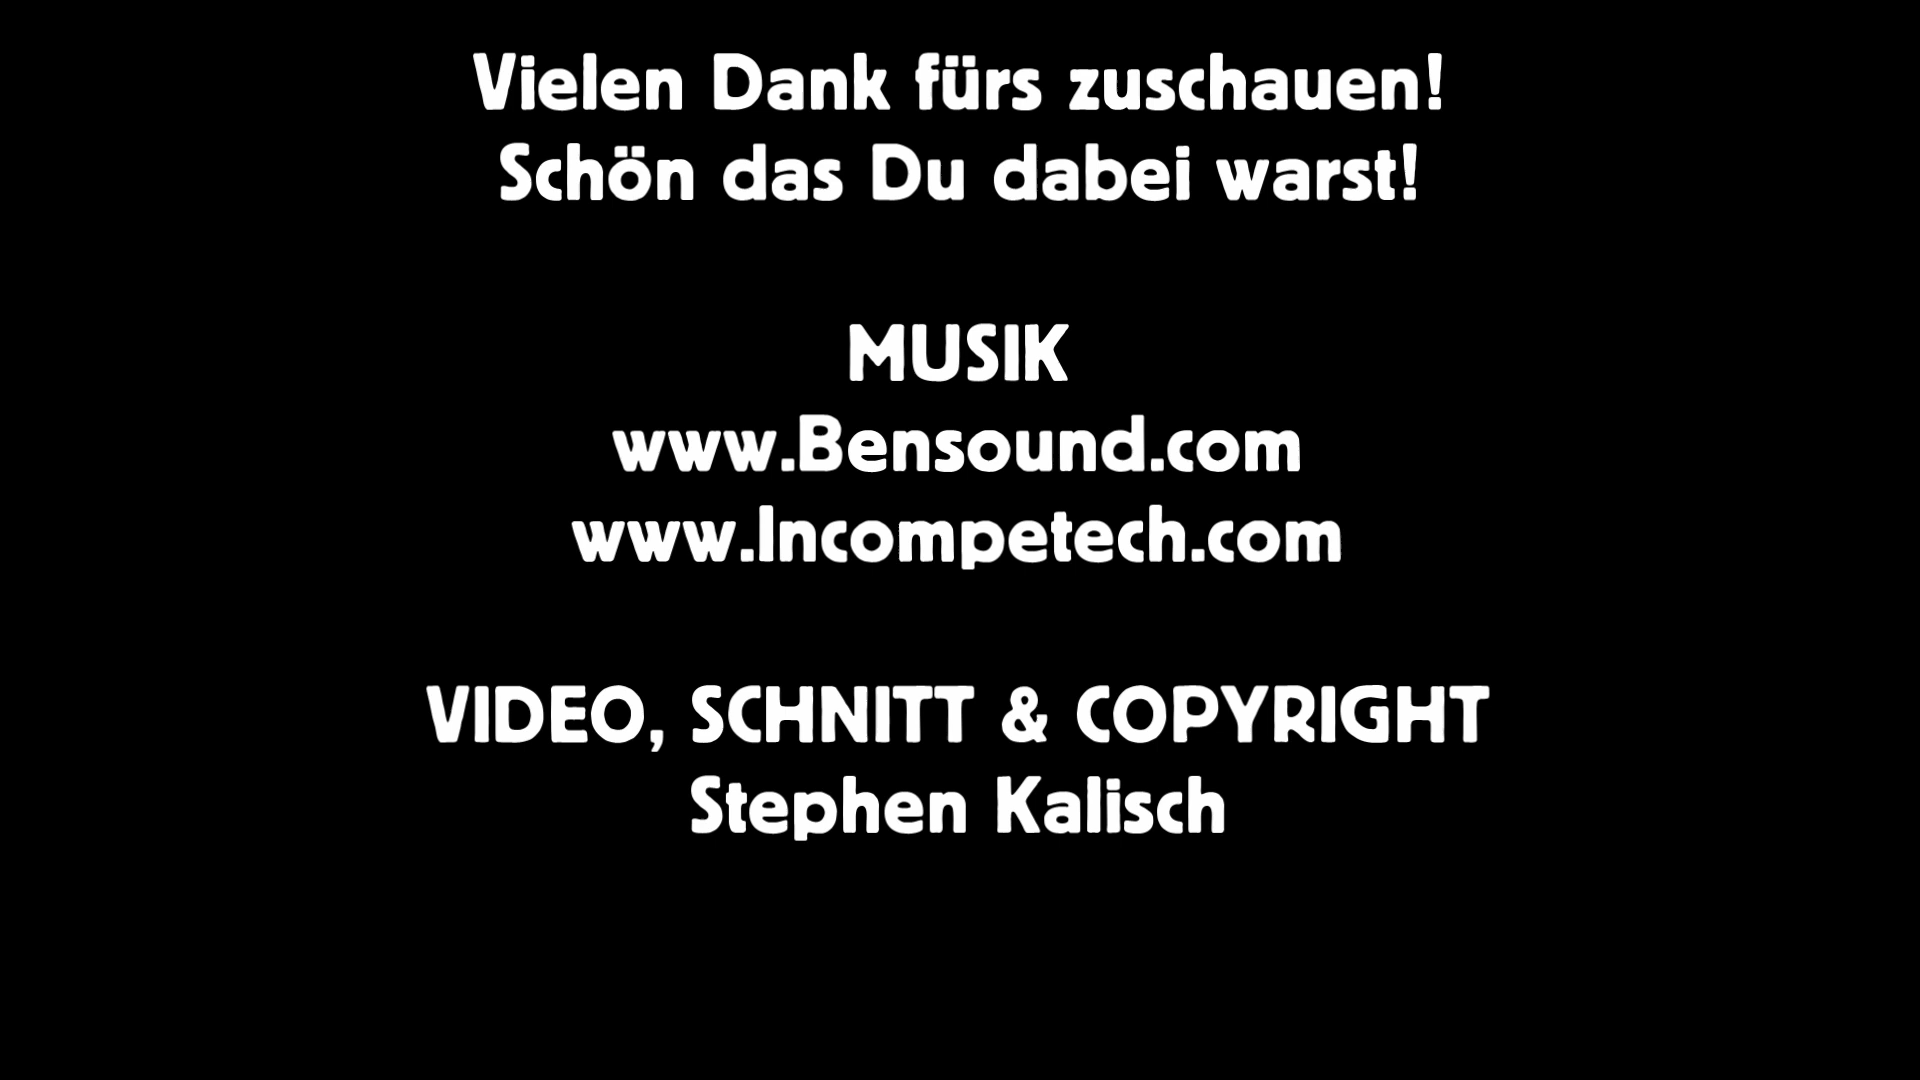 Vielen Dank fürs zuschauen!
Schön das Du dabei warst!
MUSIK
www.Bensound.com
www.Incompetech.com
VIDEO, SCHNITT & COPYRIGHT
Stephen Kalisch